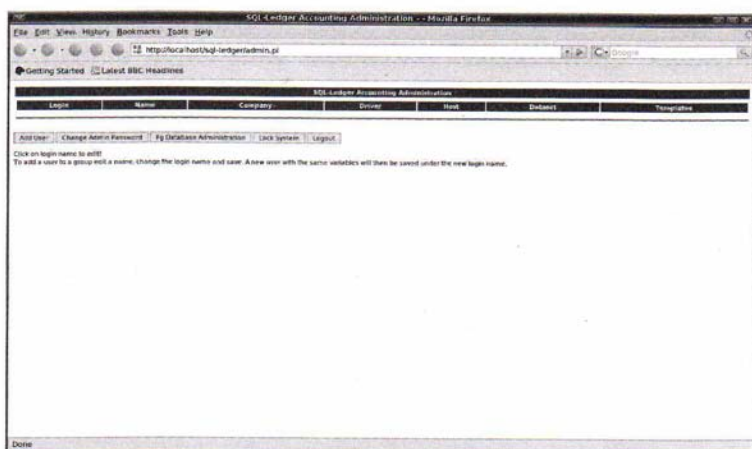 SQL-Ledger Accounting Administration - - Mozilla Firefox
File Edit View History Bookmarks Tools Help
http://localhost/sql-ledger/admin.pl
Google
Getting Started Latest BBC Headlines
SQL-Ledger Accounting Administration
Login Name Company Driver Host Dataset Templates
Add User Change Admin Password Pg Database Administration Lock System Logout
Click on login name to edit!
To add a user to a group edit a name, change the login name and save. A new user with the same variables will then be saved under the new login name.
Done